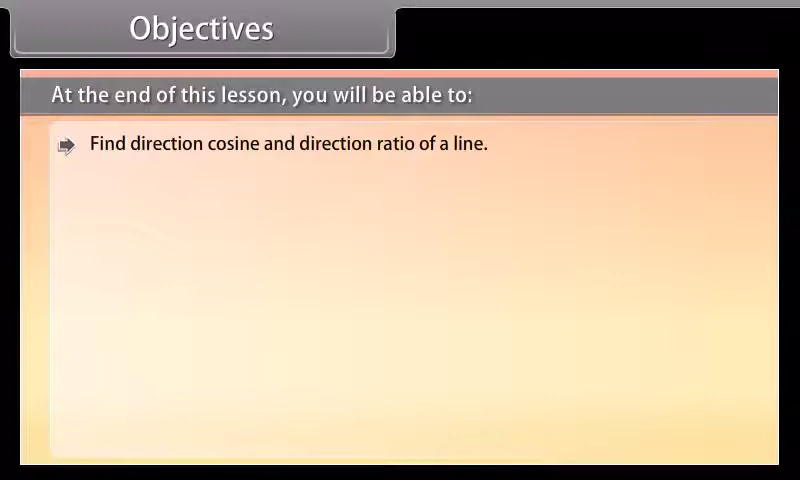 Objectives
At the end of this lesson, you will be able to:
Find direction cosine and direction ratio of a line.